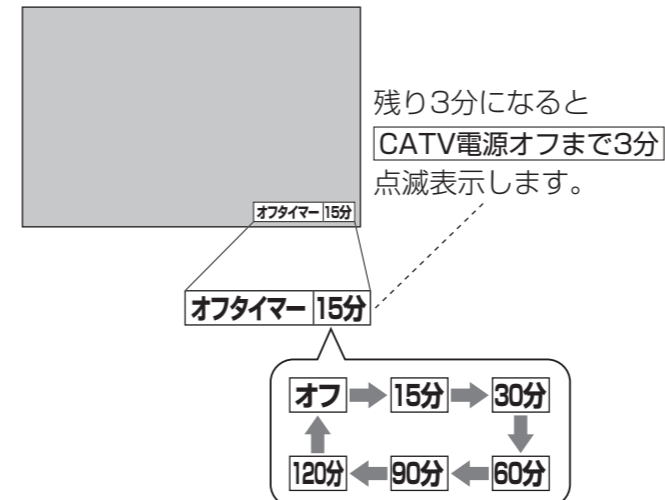 残り3分になると
CATV電源オフまで3分
点滅表示します。
オフタイマー 15分
オフタイマー 15分
オフ 15分 30分
120分 90分 60分